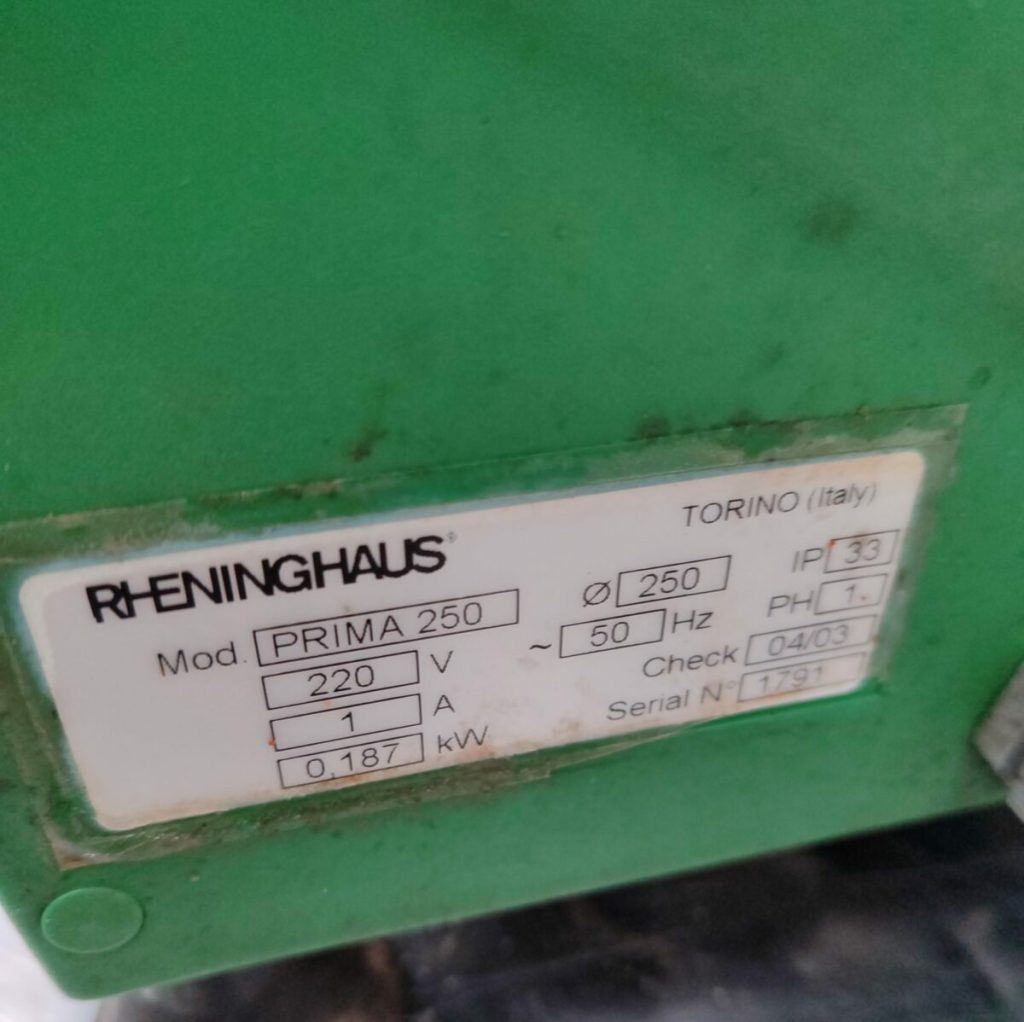 RHENINGHAUS®
TORINO (Italy)
Mod. PRIMA 250
Ø 250
IP 33
220 V
~ 50 Hz
PH 1.
1 A
Check 04/03
0,187 kW
Serial N° 1791